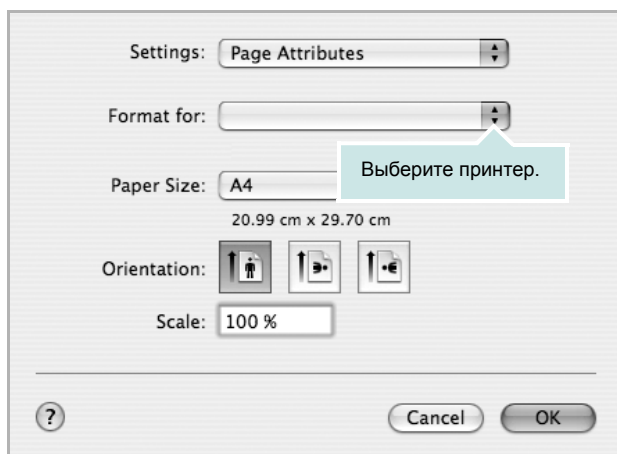 Settings: Page Attributes
Format for:
Выберите принтер.
Paper Size: A4
20.99 cm x 29.70 cm
Orientation:
Scale: 100 %
? Cancel OK